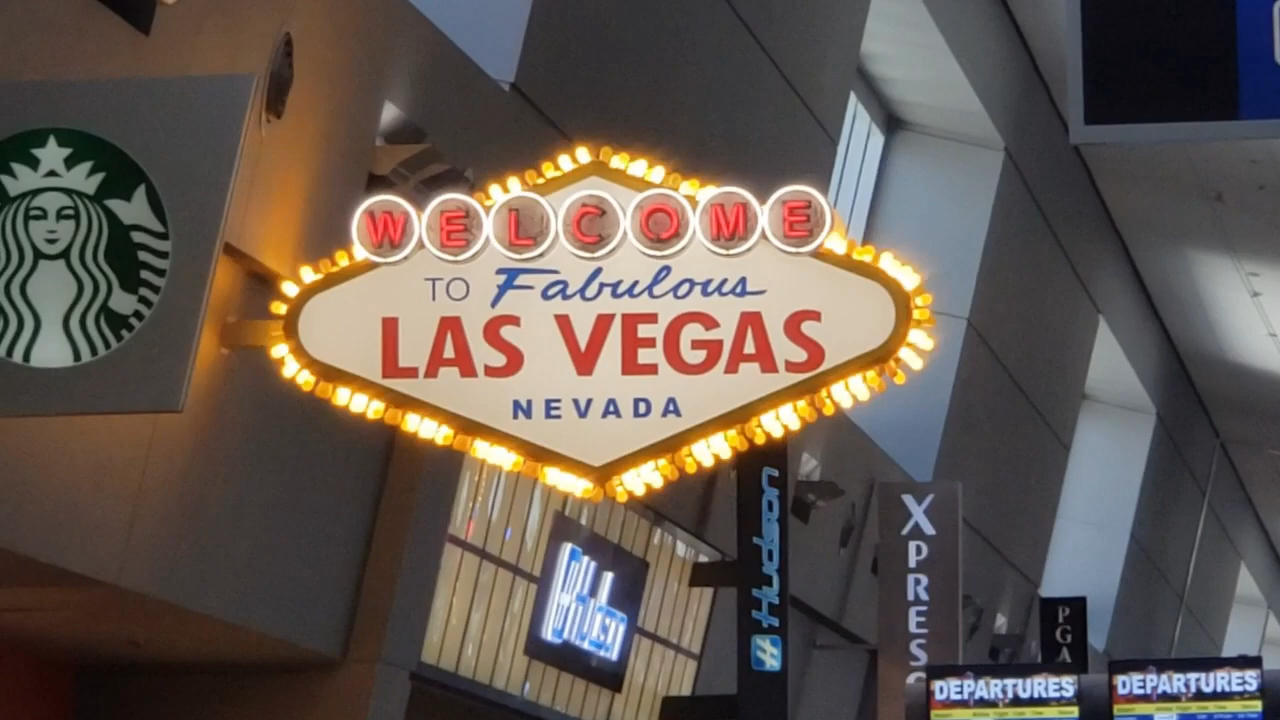 WELCOME
TO Fabulous
LAS VEGAS
NEVADA
Hudson
# Hudson
XPRES
PGA
DEPARTURES
DEPARTURES